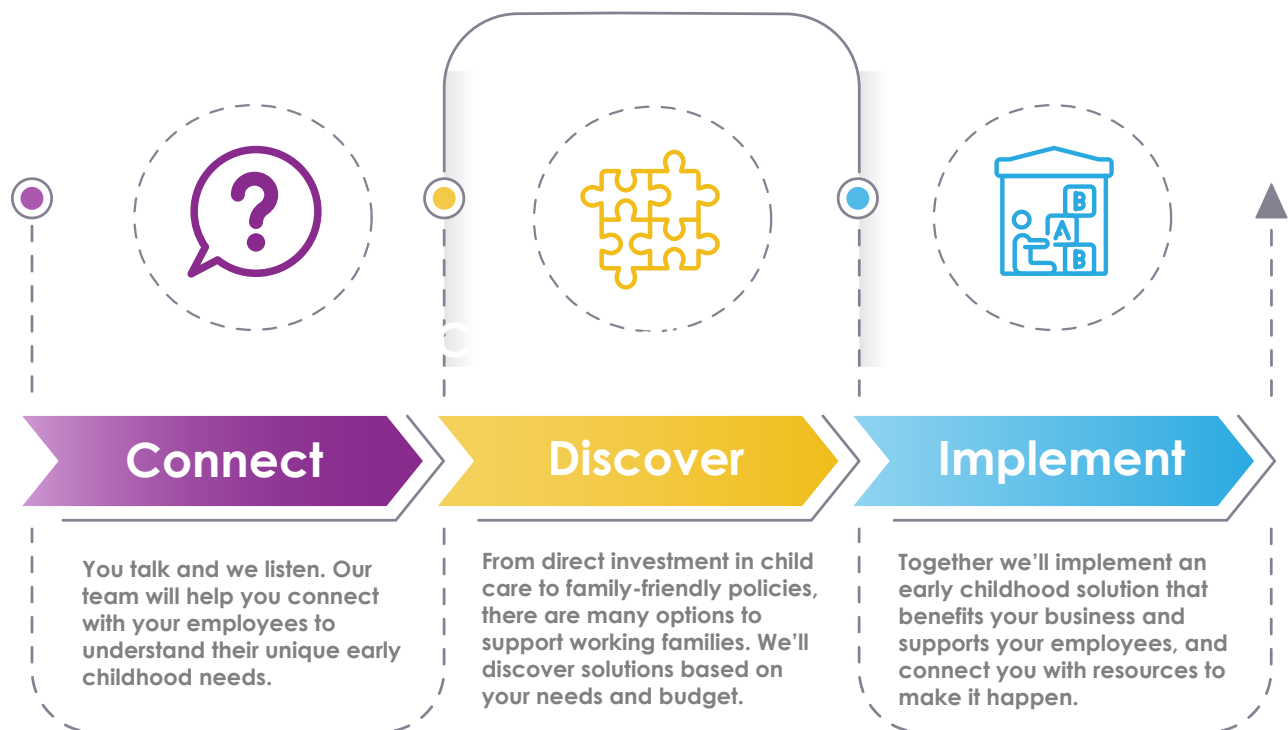 ?
B
A
B
C
Connect
You talk and we listen. Our
team will help you connect
with your employees to
understand their unique early
childhood needs.
Discover
From direct investment in child
care to family-friendly policies,
there are many options to
support working families. We’ll
discover solutions based on
your needs and budget.
Implement
Together we’ll implement an
early childhood solution that
benefits your business and
supports your employees, and
connect you with resources to
make it happen.